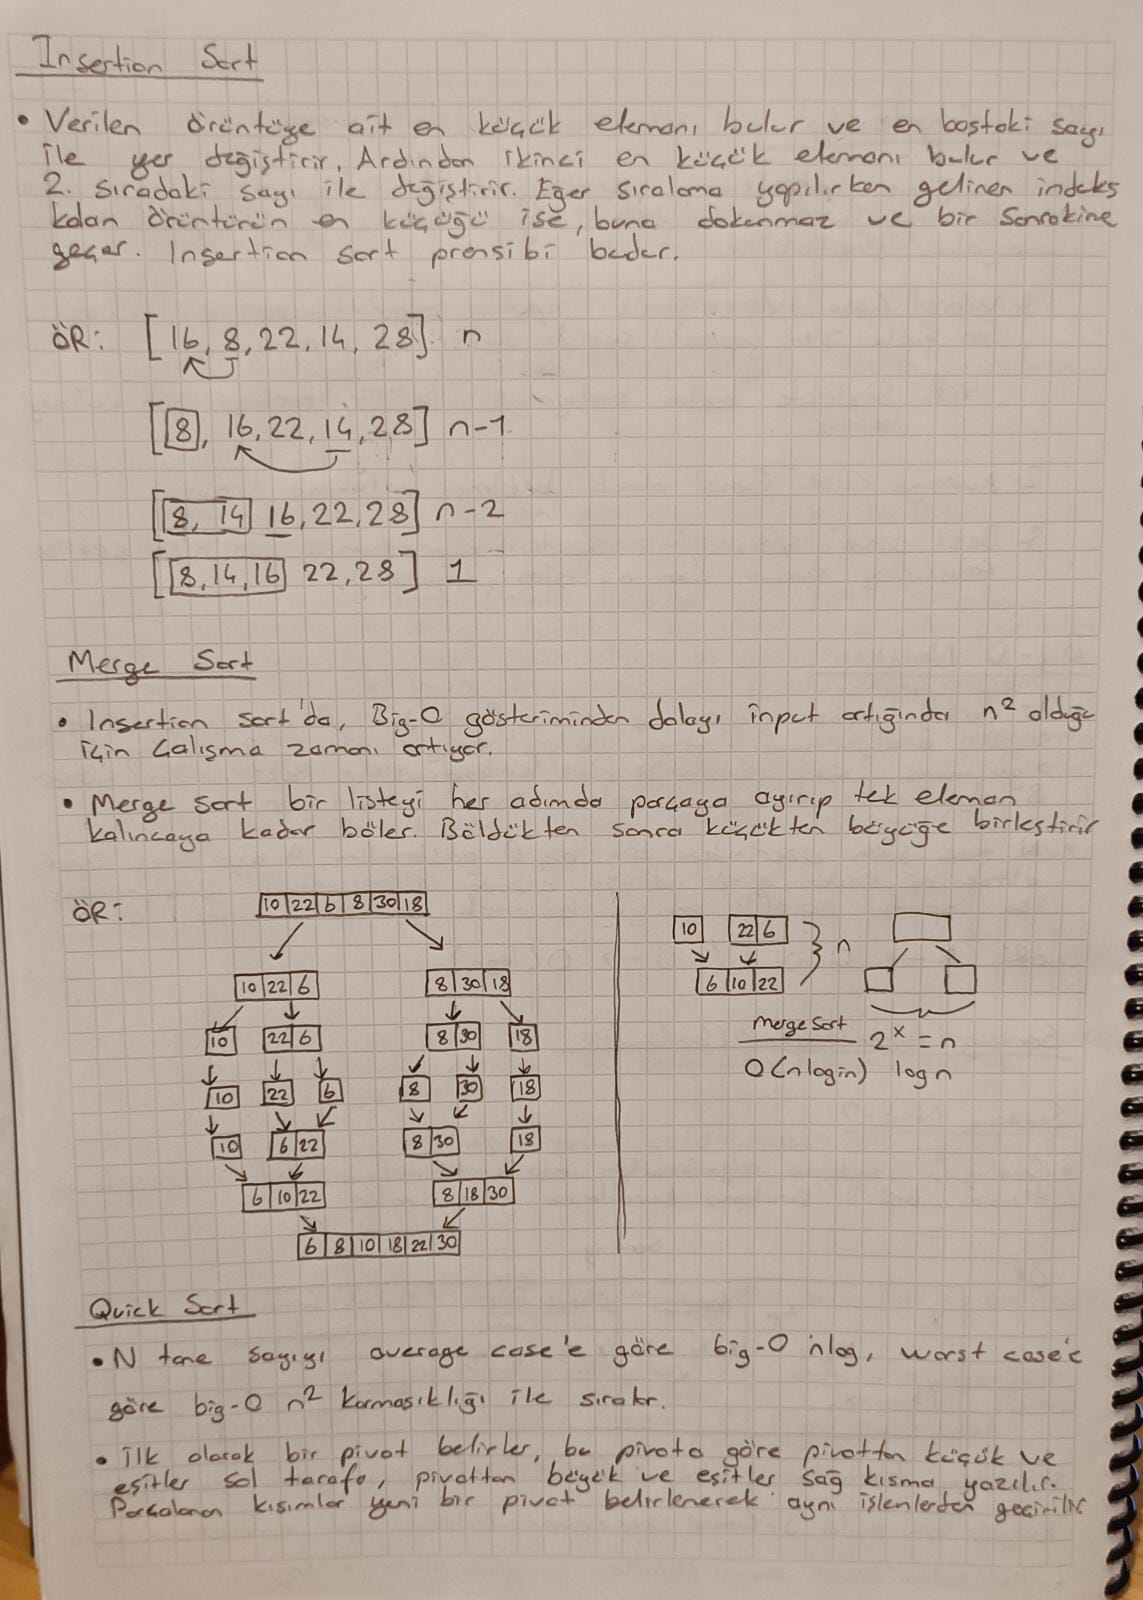 Insertion Sort
• Verilen örüntüye ait en küçük elemanı bulur ve en baştaki sayı
ile yer değiştirir. Ardından ikinci en küçük elemanı bulur ve
2. sıradaki sayı ile değiştirir. Eğer sıralama yapılırken gelinen indeks
kalan örüntünün en küçüğü ise, buna dokunmaz ve bir sonrakine
geçer. Insertion sort prensibi budur.
ÖR: [16, 8, 22, 14, 28] n
[8, 16, 22, 14, 28] n-1
[8, 14 16, 22, 28] n-2
[8, 14, 16 22, 28] 1
Merge Sort
• Insertion sort'da, Big-O gösteriminden dolayı input artığında n² olduğu
için çalışma zamanı artıyor.
• Merge sort bir listeyi her adımda parçaya ayırıp tek eleman
kalıncaya kadar böler. Böldükten sonra küçükten büyüğe birleştirir
ÖR: 10 22 6 8 30 18
10 22 6 8 30 18
10 22 6 8 30 18
10 22 6 8 30 18
10 6 22 8 30 18
6 10 22 8 18 30
6 8 10 18 22 30
10 22 6 } n
6 10 22
merge sort 2ˣ = n
O(nlogin) logn
Quick Sort
• N tane sayıyı average case'e göre big-O nlog, worst case'e
göre big-O n² karmaşıklığı ile sıralar.
• ilk olarak bir pivot belirler, bu pivota göre pivottan küçük ve
eşitler sol tarafa, pivottan büyük ve eşitler sağ kısma yazılır.
Parçalanan kısımlar yeni bir pivot belirlenerek aynı işlemlerden geçirilir.